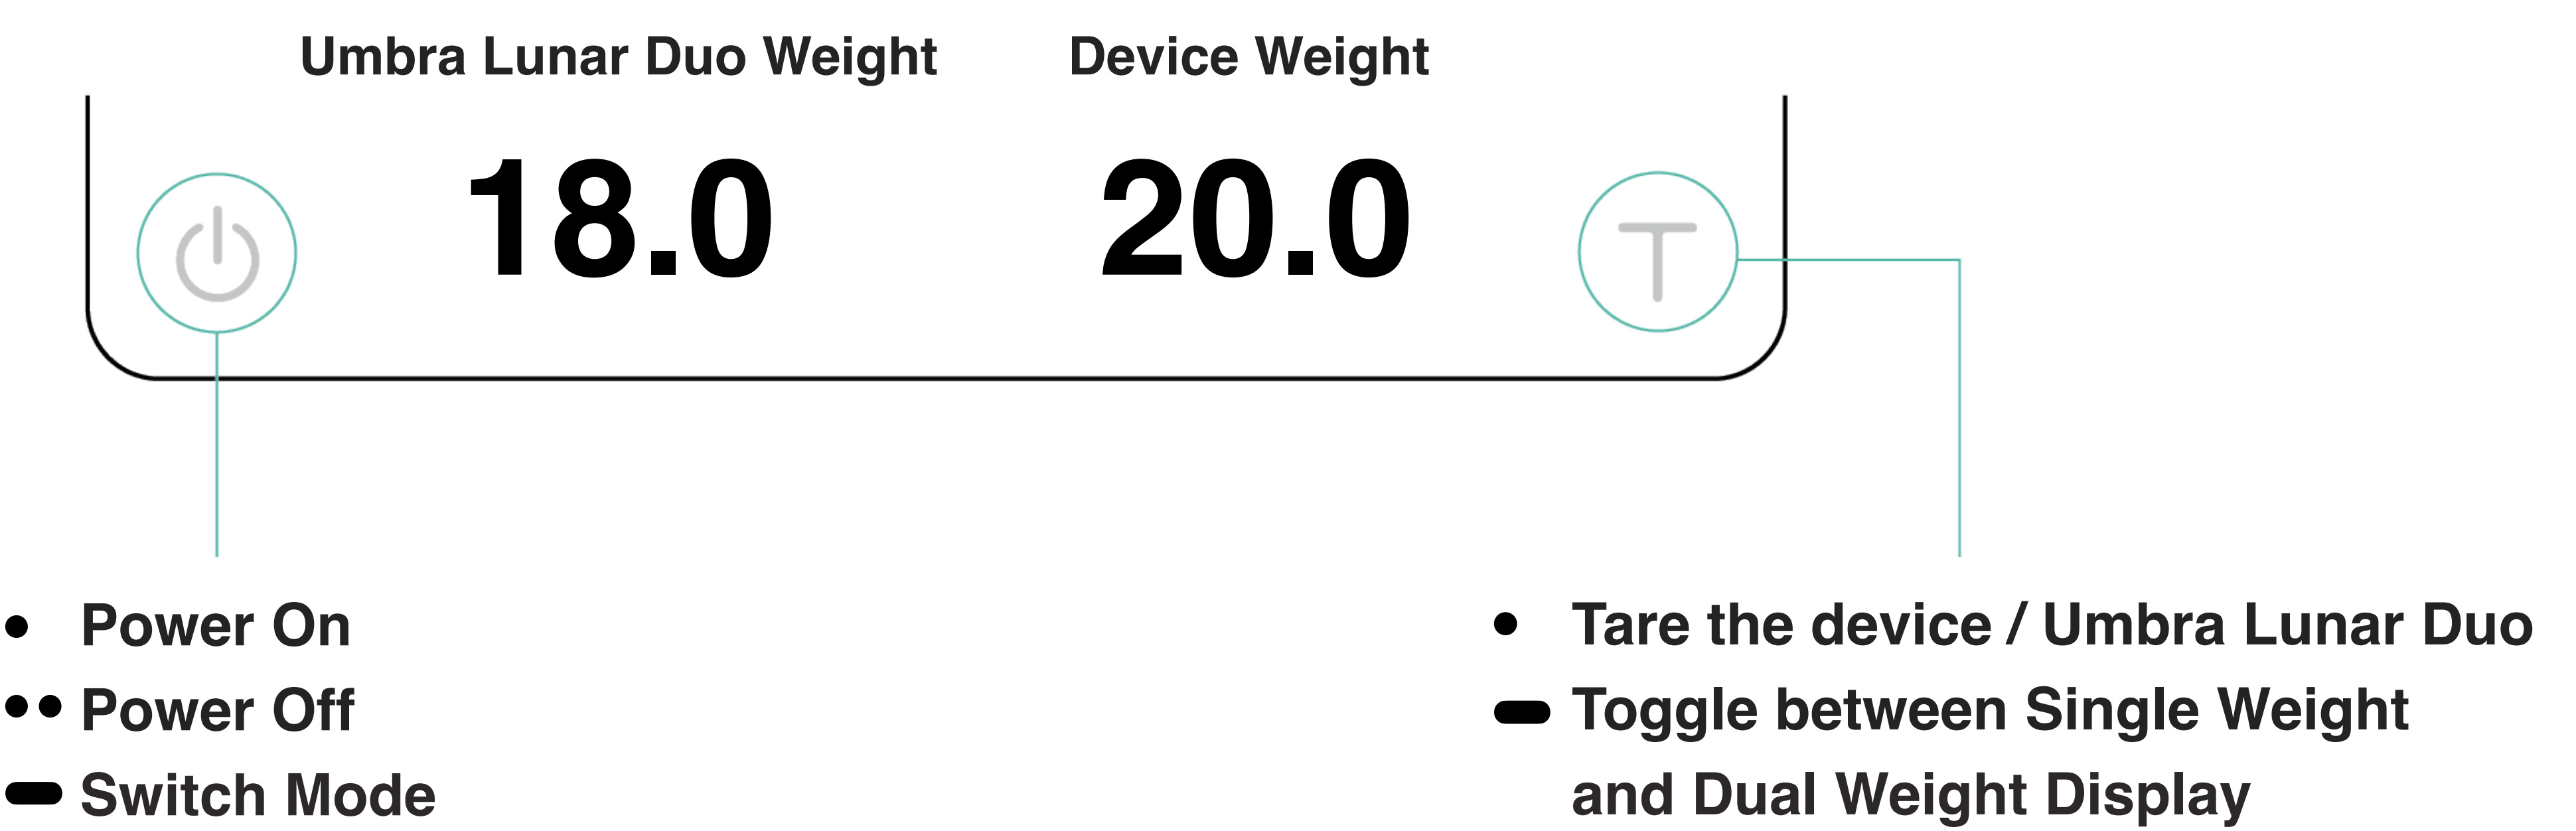 Umbra Lunar Duo Weight
Device Weight
18.0
20.0
T
Power On
Power Off
Switch Mode
Tare the device / Umbra Lunar Duo
Toggle between Single Weight
and Dual Weight Display